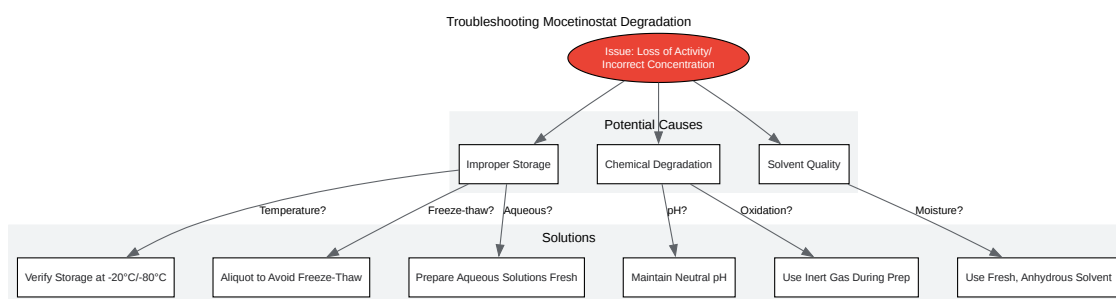 Troubleshooting Mocetinostat Degradation
Issue: Loss of Activity/
Incorrect Concentration
Potential Causes
Improper Storage
Chemical Degradation
Solvent Quality
Temperature?
Freeze-thaw?
Aqueous?
pH?
Oxidation?
Moisture?
Solutions
Verify Storage at -20°C/-80°C
Aliquot to Avoid Freeze-Thaw
Prepare Aqueous Solutions Fresh
Maintain Neutral pH
Use Inert Gas During Prep
Use Fresh, Anhydrous Solvent